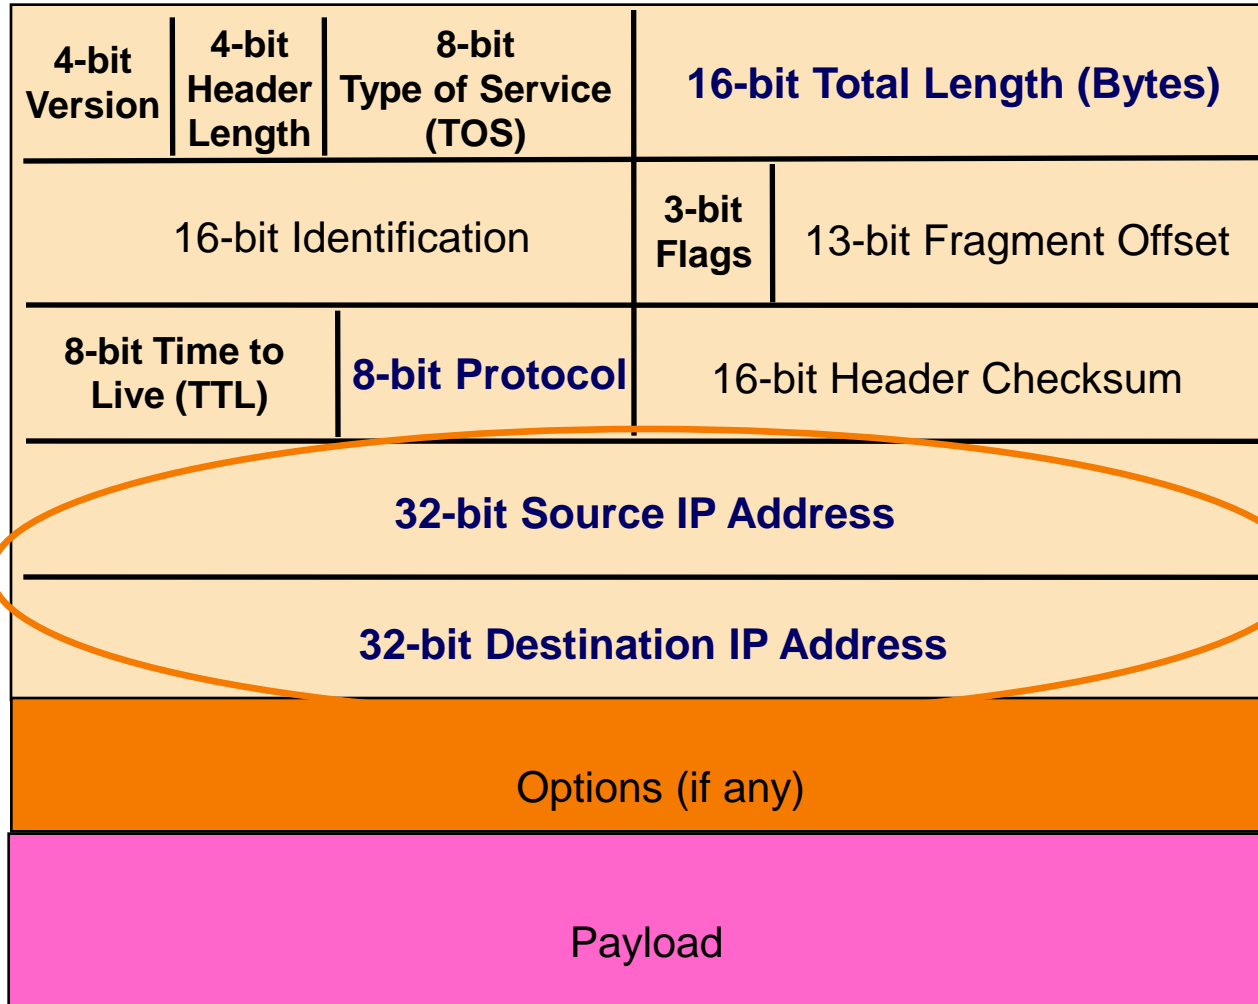 4-bit
Version
4-bit
Header
Length
8-bit
Type of Service
(TOS)
16-bit Total Length (Bytes)
16-bit Identification
3-bit
Flags
13-bit Fragment Offset
8-bit Time to
Live (TTL)
8-bit Protocol
16-bit Header Checksum
32-bit Source IP Address
32-bit Destination IP Address
Options (if any)
Payload